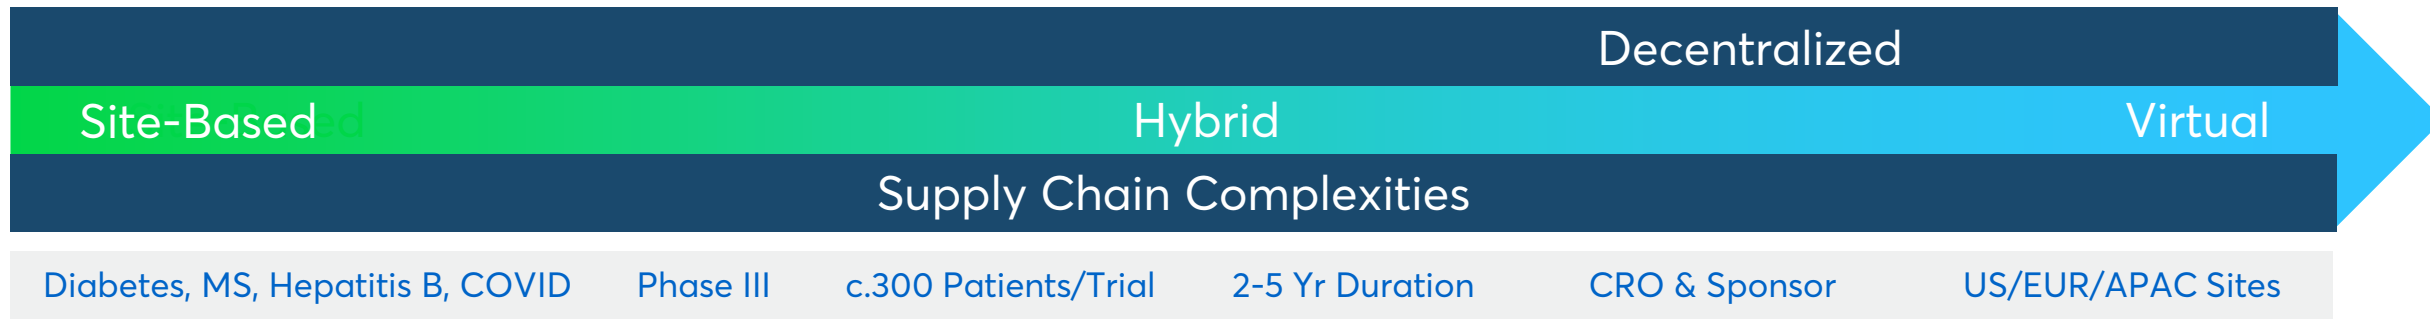 Decentralized
Site-Based Hybrid Virtual
Supply Chain Complexities
Diabetes, MS, Hepatitis B, COVID Phase III c.300 Patients/Trial 2-5 Yr Duration CRO & Sponsor US/EUR/APAC Sites